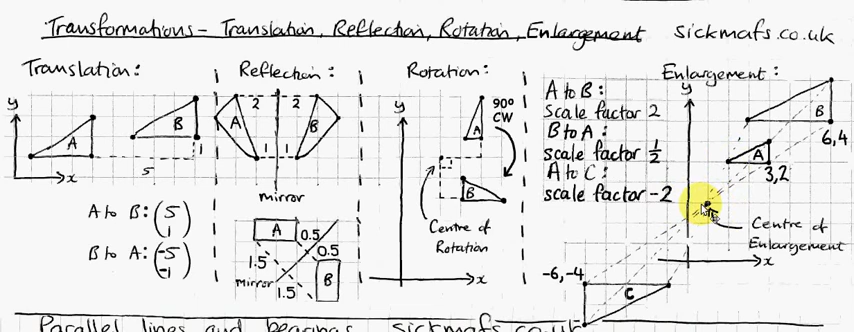 Transformations – Translation, Reflection, Rotation, Enlargement sickmafs.co.uk
Translation:
y
A
B
1
5
x
A to B: (5 1)
B to A: (-5 -1)
Reflection:
2 2
A B
1 1
mirror
A
0.5
0.5
1.5
B
mirror
1.5
Rotation:
y
90°
CW
A
B
Centre of
Rotation
x
Enlargement:
A to B:
scale factor 2
B to A:
scale factor 1/2
A to C:
scale factor -2
y
B
6,4
A
3,2
Centre of
Enlargement
x
-6,-4
C
Parallel lines and bearings sickmafs.co.uk